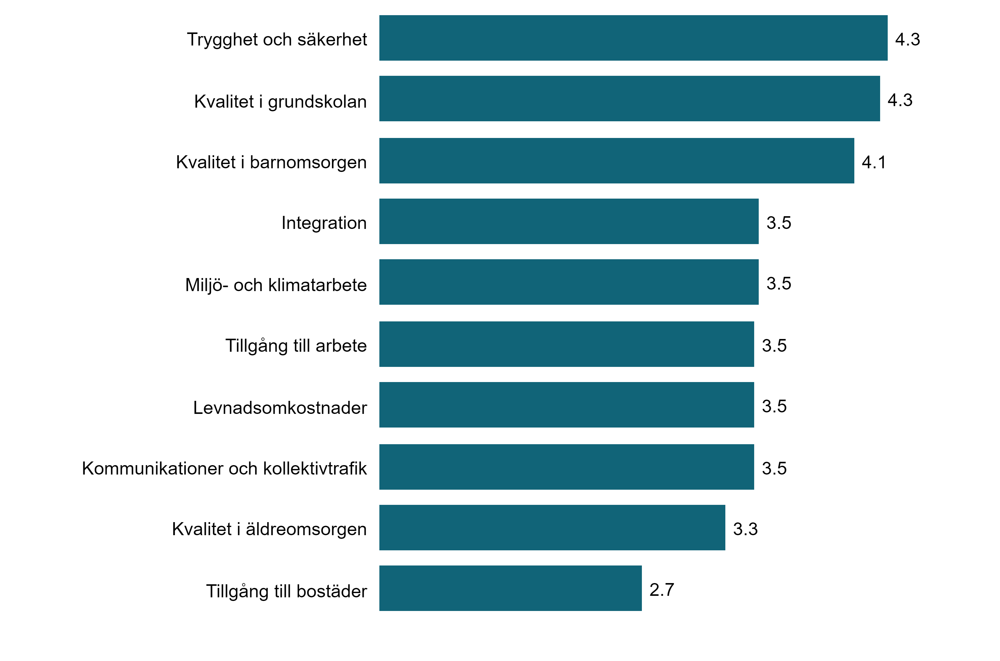 Trygghet och säkerhet 4.3
Kvalitet i grundskolan 4.3
Kvalitet i barnomsorgen 4.1
Integration 3.5
Miljö- och klimatarbete 3.5
Tillgång till arbete 3.5
Levnadsomkostnader 3.5
Kommunikationer och kollektivtrafik 3.5
Kvalitet i äldreomsorgen 3.3
Tillgång till bostäder 2.7